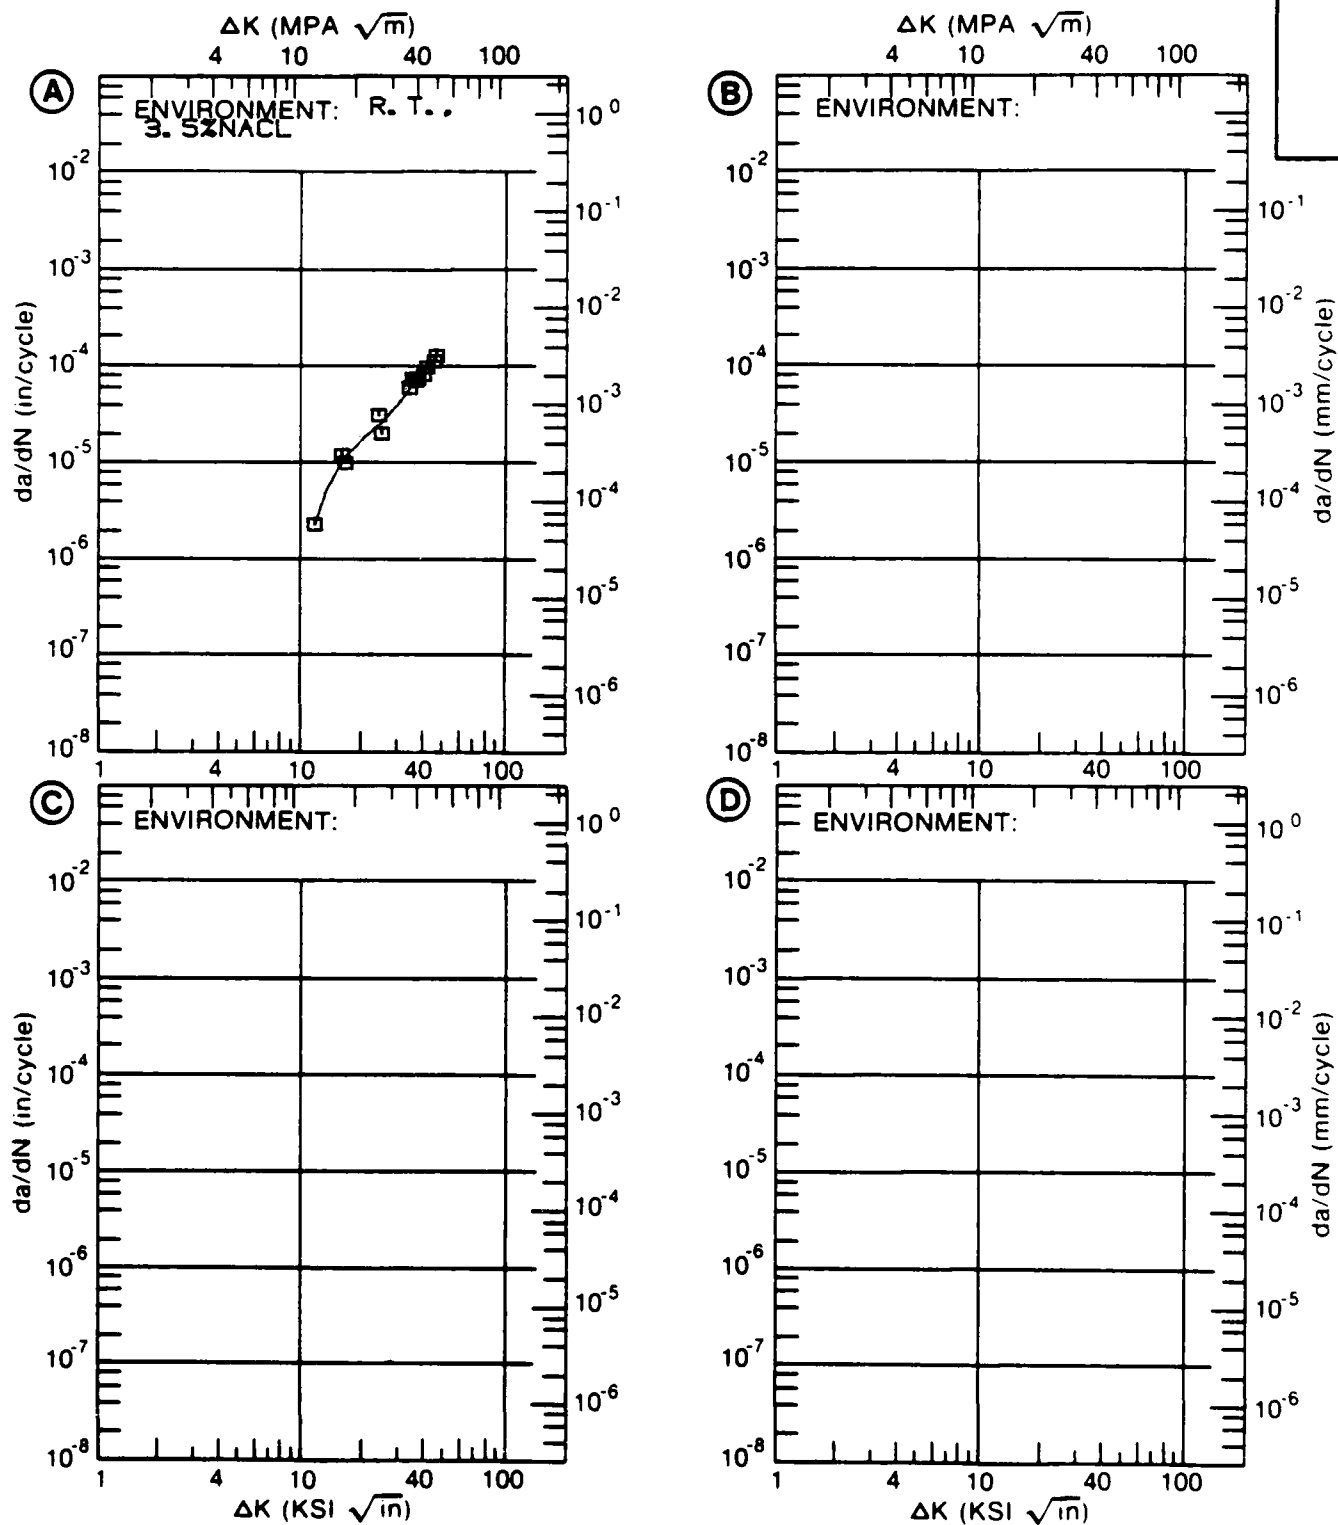 ΔK (MPA √m)
4 10 40 100
A
ENVIRONMENT: R. T.,
3. 5%NACL
10⁰
10⁻¹
10⁻²
10⁻³
10⁻⁴
10⁻⁵
10⁻⁶
10⁻²
10⁻³
10⁻⁴
10⁻⁵
10⁻⁶
10⁻⁷
10⁻⁸
da/dN (in/cycle)
1 4 10 40 100
ΔK (MPA √m)
4 10 40 100
B
ENVIRONMENT:
10⁻²
10⁻³
10⁻⁴
10⁻⁵
10⁻⁶
10⁻⁷
10⁻⁸
10⁻¹
10⁻²
10⁻³
10⁻⁴
10⁻⁵
10⁻⁶
da/dN (mm/cycle)
1 4 10 40 100
C
ENVIRONMENT:
10⁰
10⁻¹
10⁻²
10⁻³
10⁻⁴
10⁻⁵
10⁻⁶
10⁻²
10⁻³
10⁻⁴
10⁻⁵
10⁻⁶
10⁻⁷
10⁻⁸
da/dN (in/cycle)
1 4 10 40 100
ΔK (KSI √in)
D
ENVIRONMENT:
10⁻²
10⁻³
10⁻⁴
10⁻⁵
10⁻⁶
10⁻⁷
10⁻⁸
10⁰
10⁻¹
10⁻²
10⁻³
10⁻⁴
10⁻⁵
10⁻⁶
da/dN (mm/cycle)
1 4 10 40 100
ΔK (KSI √in)